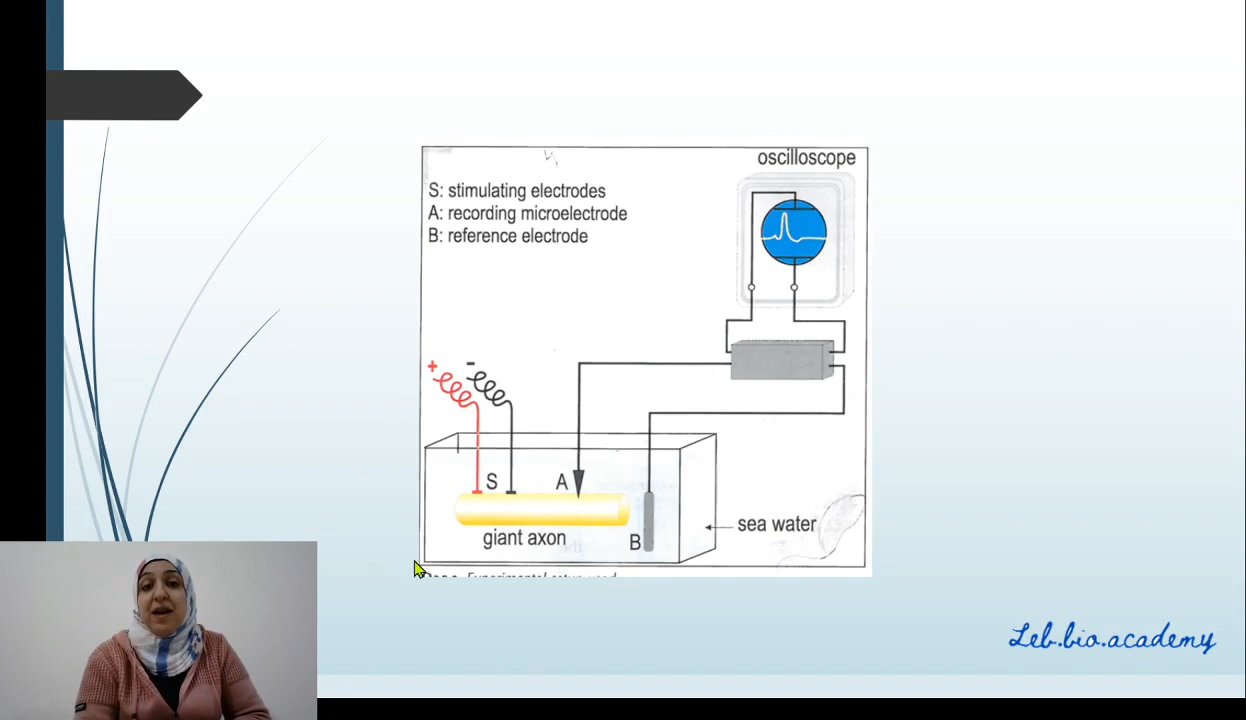 oscilloscope
S: stimulating electrodes
A: recording microelectrode
B: reference electrode
+
-
S
A
sea water
giant axon
B
Leb.bio.academy